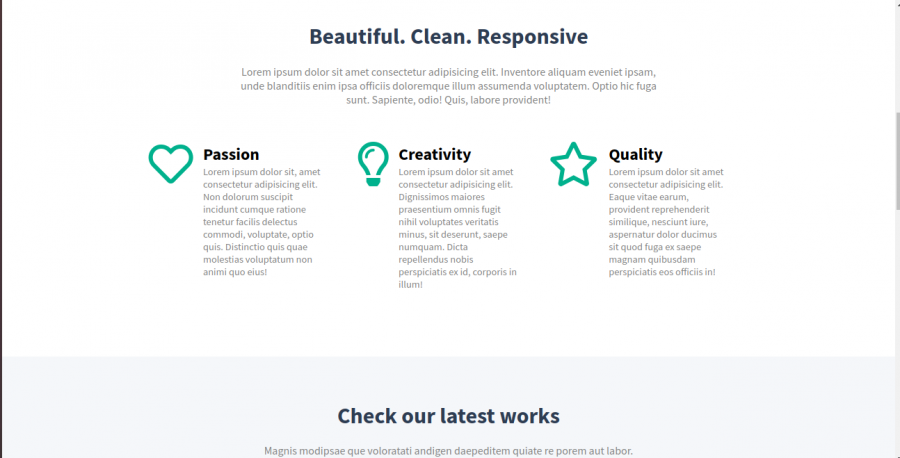 Beautiful. Clean. Responsive
Lorem ipsum dolor sit amet consectetur adipisicing elit. Inventore aliquam eveniet ipsam,
unde blanditiis enim ipsa officiis doloremque illum assumenda voluptatem. Optio hic fuga
sunt. Sapiente, odio! Quis, labore provident!
Passion
Lorem ipsum dolor sit, amet
consectetur adipisicing elit.
Non dolorum suscipit
incidunt cumque ratione
tenetur facilis delectus
commodi, voluptate, optio
quis. Distinctio quis quae
molestias voluptatum non
animi quo eius!
Creativity
Lorem ipsum dolor sit, amet
consectetur adipisicing elit.
Dignissimos maiores
praesentium omnis fugit
nihil voluptates veritatis
minus, sit deserunt, saepe
numquam. Dicta
repellendus nobis
perspiciatis ex id, corporis in
illum!
Quality
Lorem ipsum dolor sit, amet
consectetur adipisicing elit.
Eaque vitae earum,
provident reprehenderit
similique, nesciunt iure,
aspernatur dolor ducimus
sit quod fuga ex saepe
magnam quibusdam
perspiciatis eos officiis in!
Check our latest works
Magnis modipsae que voloratati andigen daepeditem quiate re porem aut labor.